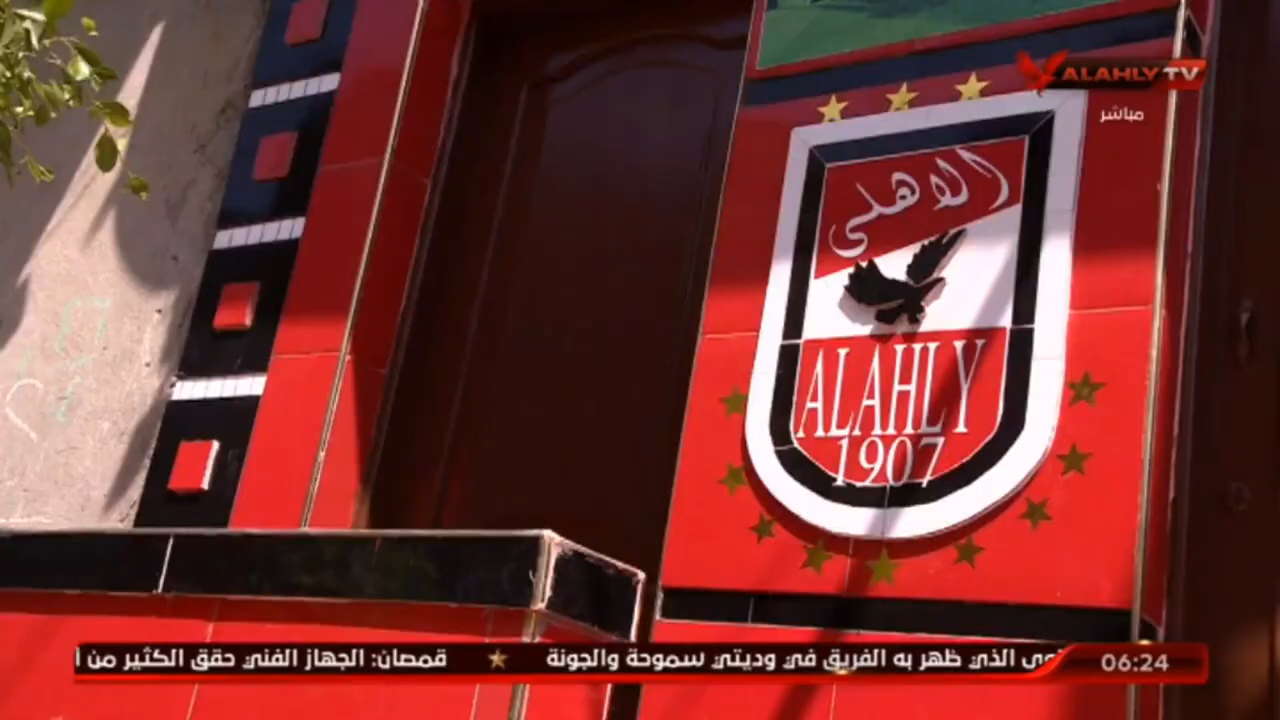 ALAHLY TV
مباشر
الاهلى
ALAHLY
1907
الذي ظهر به الفريق في وديتي سموحة والجونة ★ قمصان: الجهاز الفني حقق الكثير من
06:24